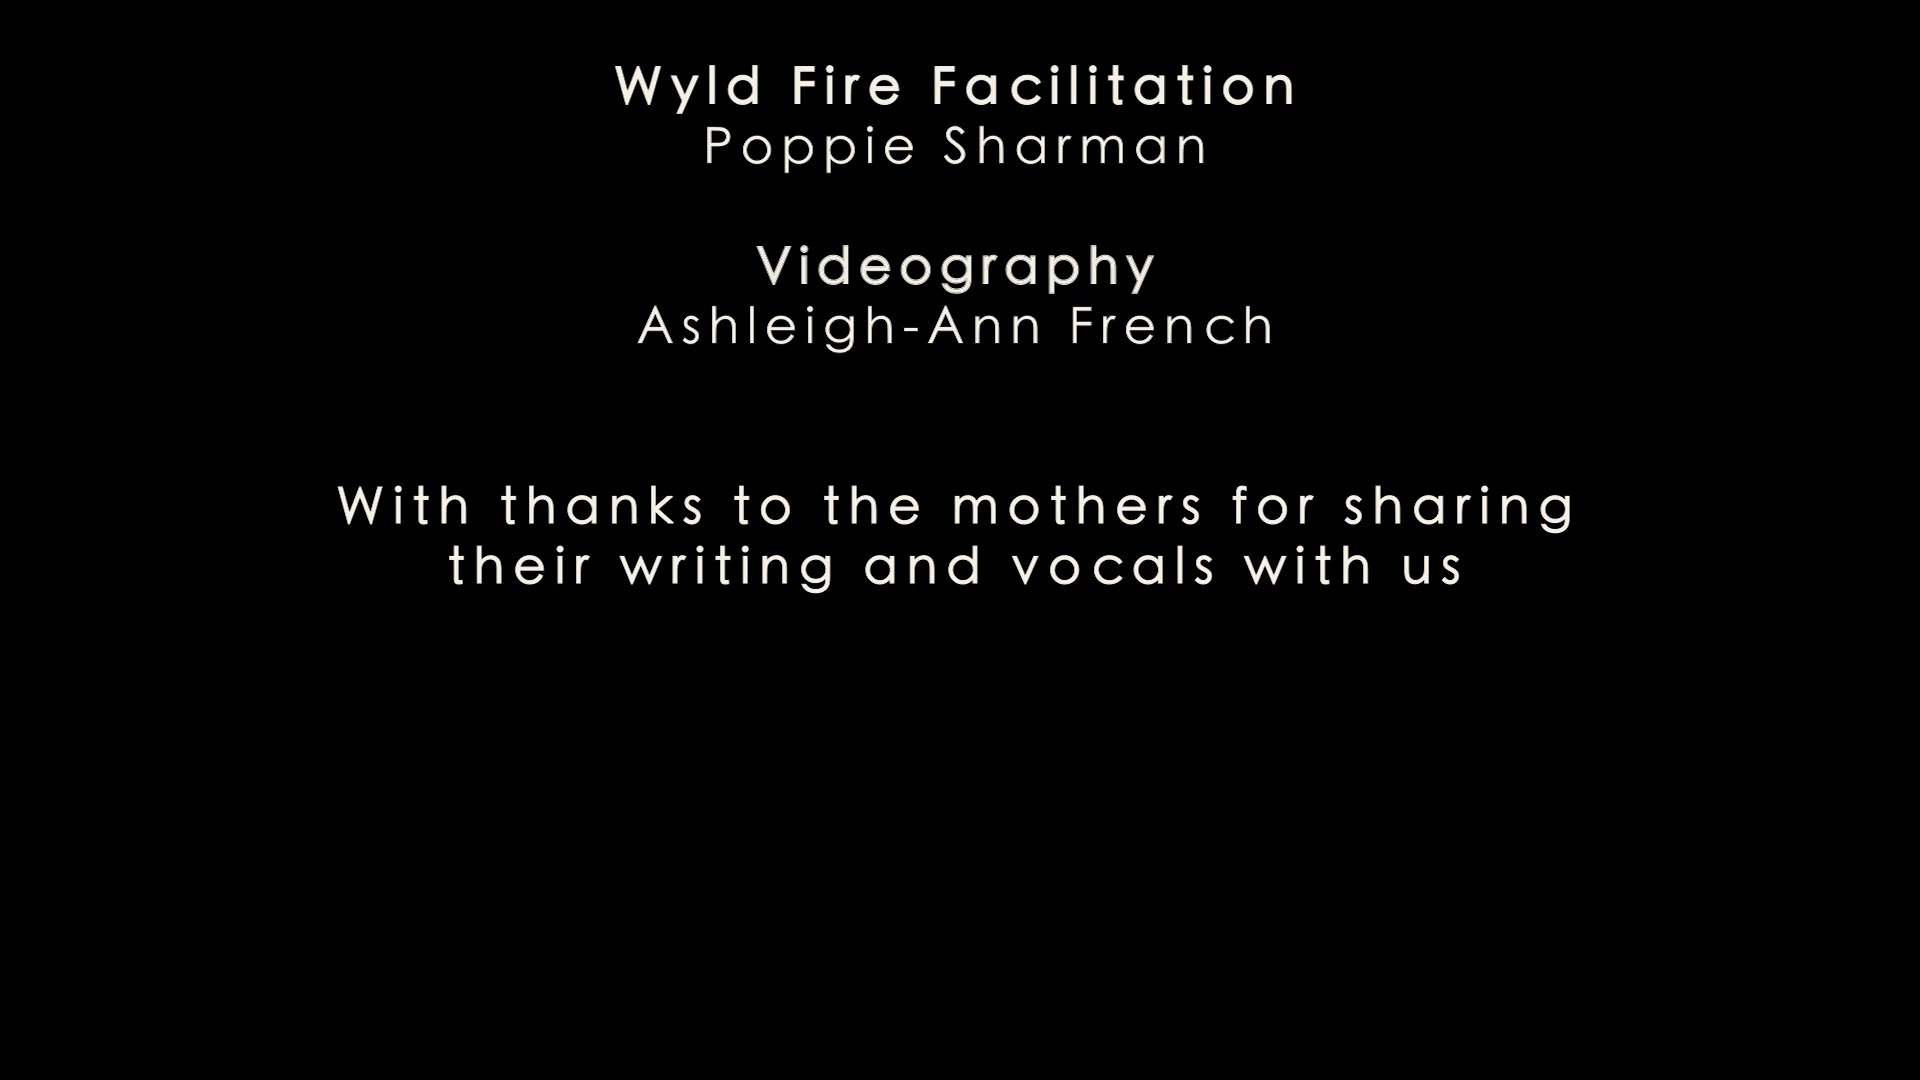 Wyld Fire Facilitation
Poppie Sharman
Videography
Ashleigh-Ann French
With thanks to the mothers for sharing
their writing and vocals with us